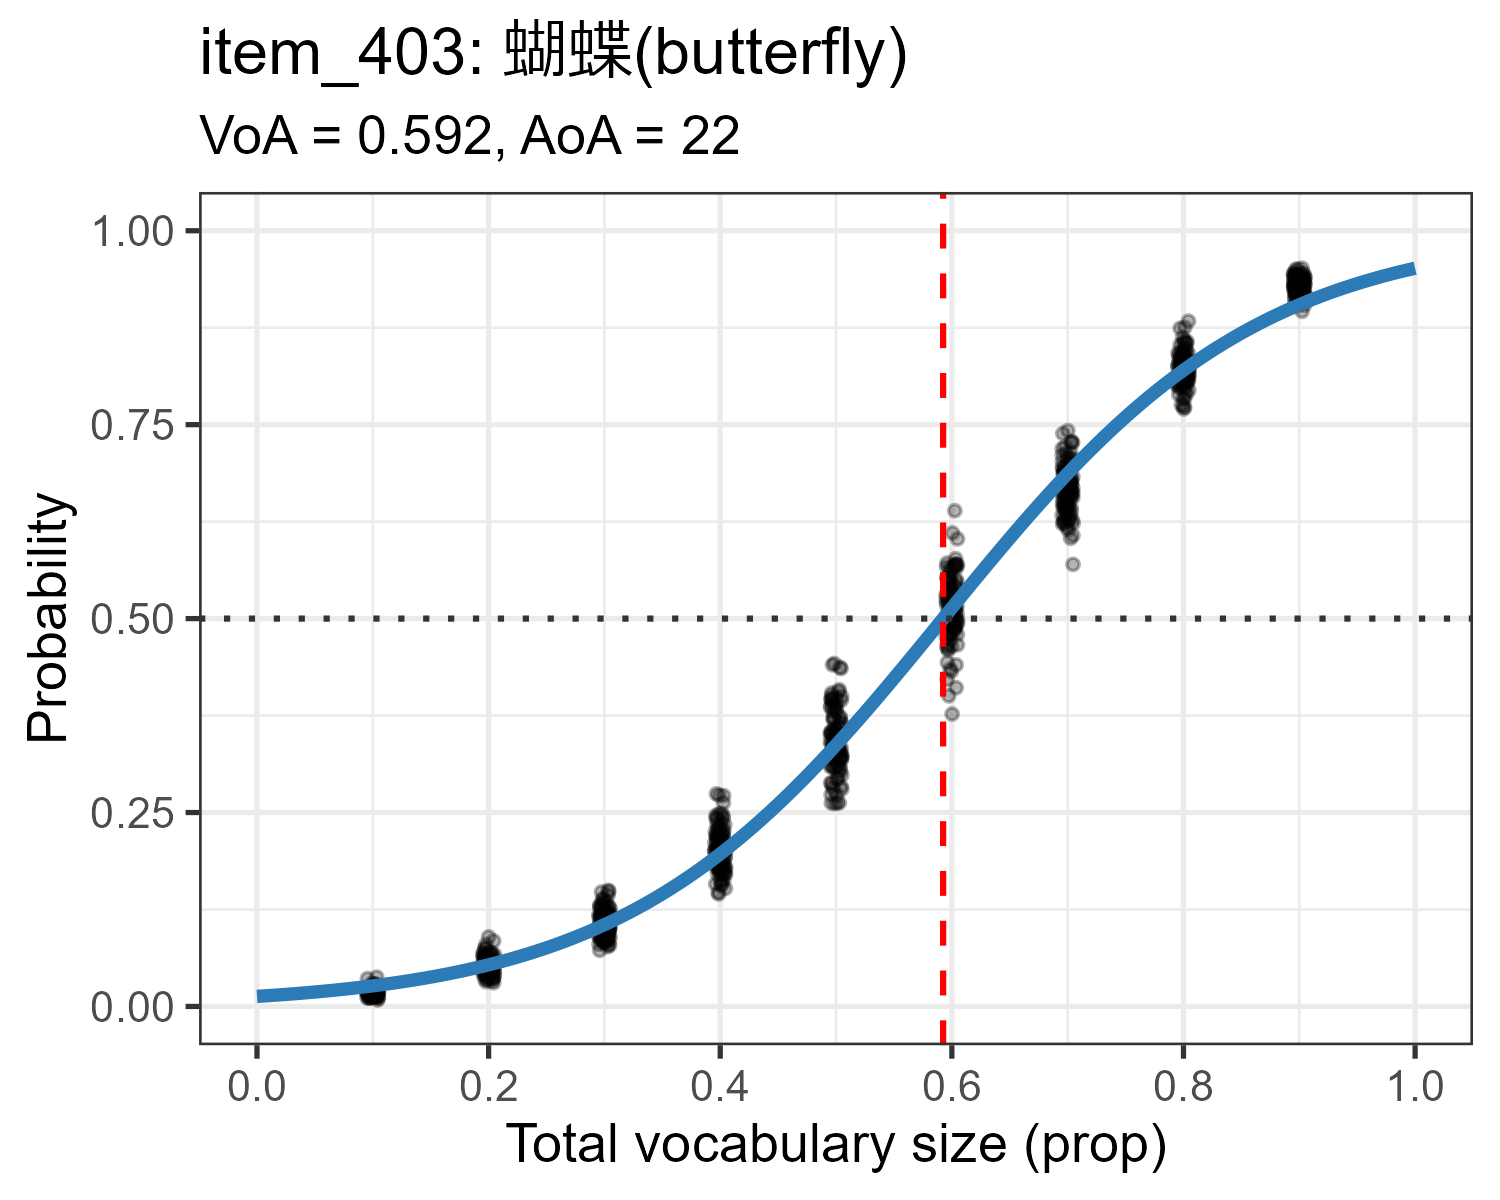 item_403: 蝴蝶(butterfly)
VoA = 0.592, AoA = 22
1.00
0.75
0.50
0.25
0.00
Probability
0.0 0.2 0.4 0.6 0.8 1.0
Total vocabulary size (prop)